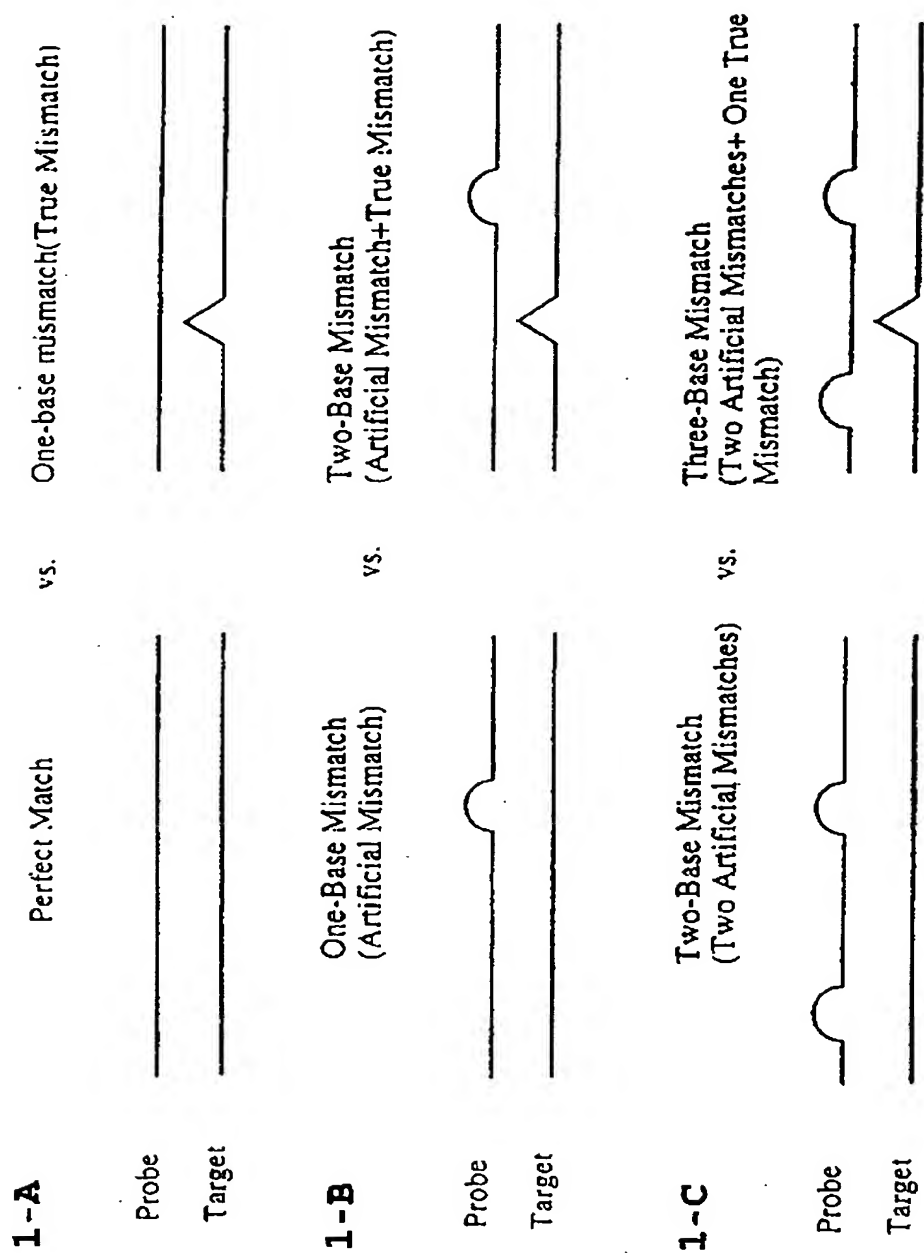 1-A
Perfect Match
vs.
One-base mismatch(True Mismatch)
Probe
Target
1-B
One-Base Mismatch
(Artificial Mismatch)
vs.
Two-Base Mismatch
(Artificial Mismatch+True Mismatch)
Probe
Target
1-C
Two-Base Mismatch
(Two Artificial Mismatches)
vs.
Three-Base Mismatch
(Two Artificial Mismatches+ One True
Mismatch)
Probe
Target